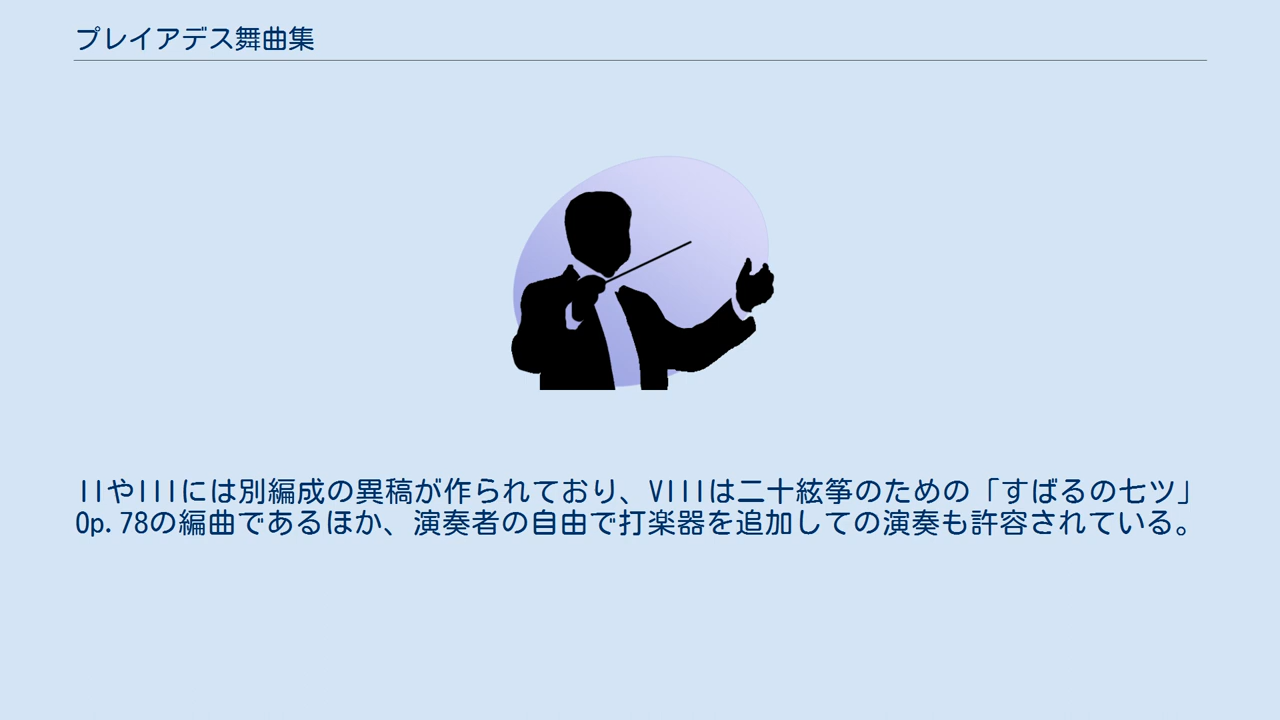 プレイアデス舞曲集
IIやIIIには別編成の異稿が作られており、VIIIは二十絃箏のための「すばるの七ツ」
Op.78の編曲であるほか、演奏者の自由で打楽器を追加しての演奏も許容されている。